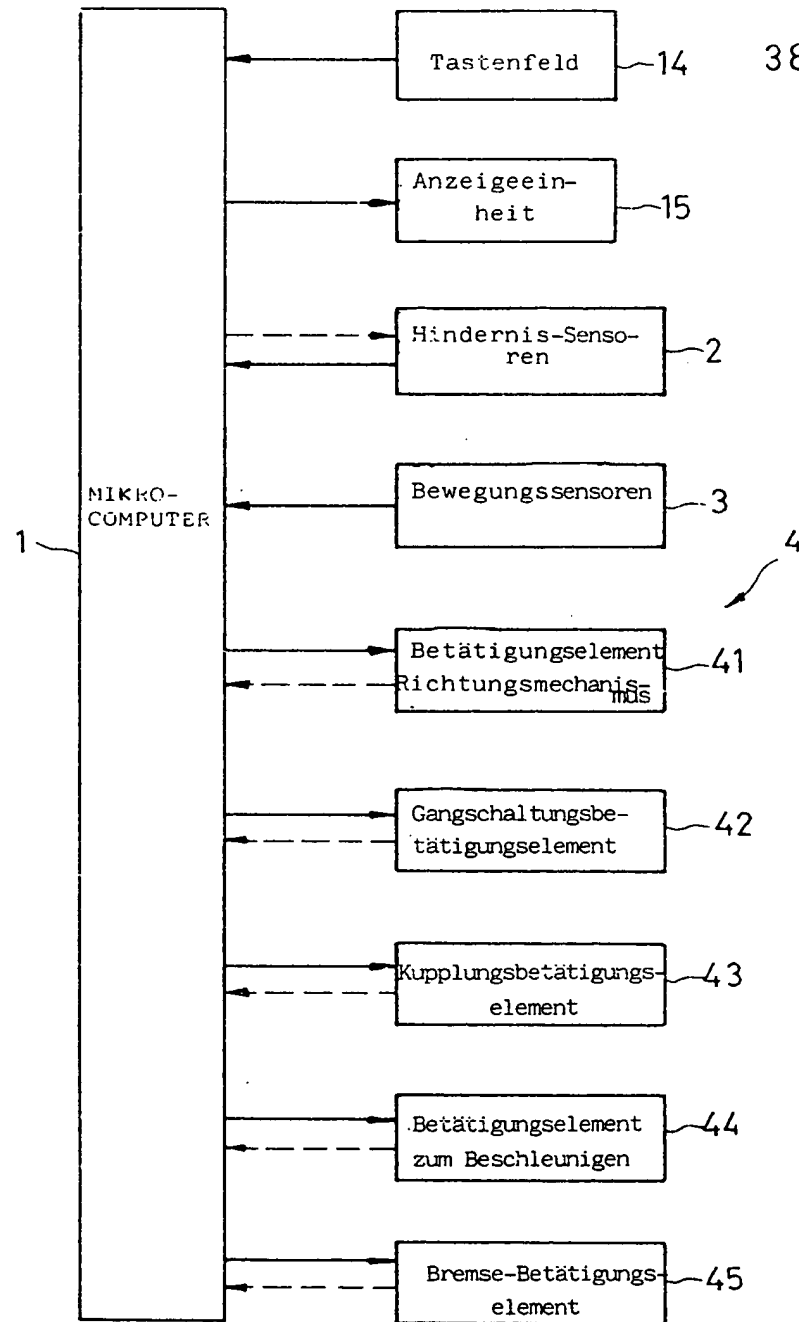 Tastenfeld
14
38
Anzeigeein-
heit
15
Hindernis-Senso-
ren
2
MIKRO-
COMPUTER
1
Bewegungssensoren
3
4
Betätigungselement
Richtungsmechanis-
mus
41
Gangschaltungsbe-
tätigungselement
42
Kupplungsbetätigungs-
element
43
Betätigungselement
zum Beschleunigen
44
Bremse-Betätigungs-
element
45